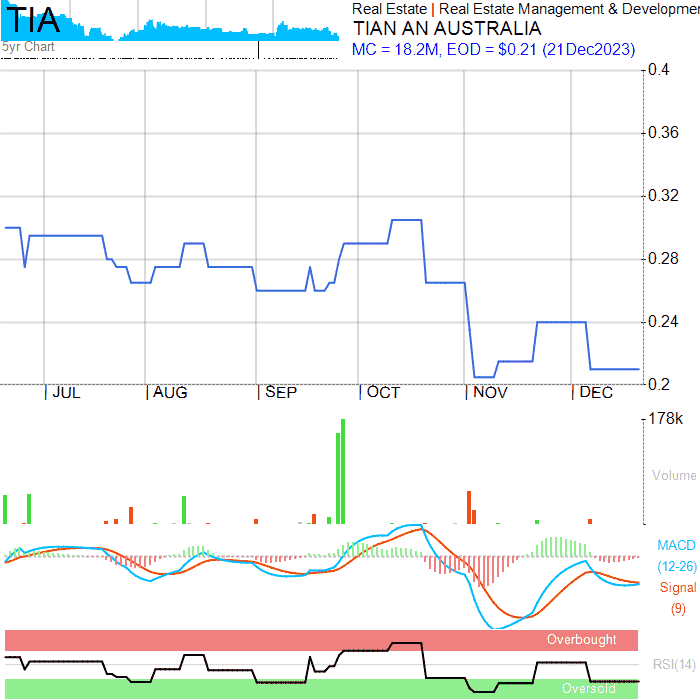 TIA
Real Estate | Real Estate Management & Developmen
TIAN AN AUSTRALIA
5yr Chart
MC = 18.2M, EOD = $0.21 (21Dec2023)
0.4
0.36
0.32
0.28
0.24
0.2
JUL AUG SEP OCT NOV DEC
178k
Volume
MACD
(12-26)
Signal
(9)
Overbought
RSI(14)
Oversold